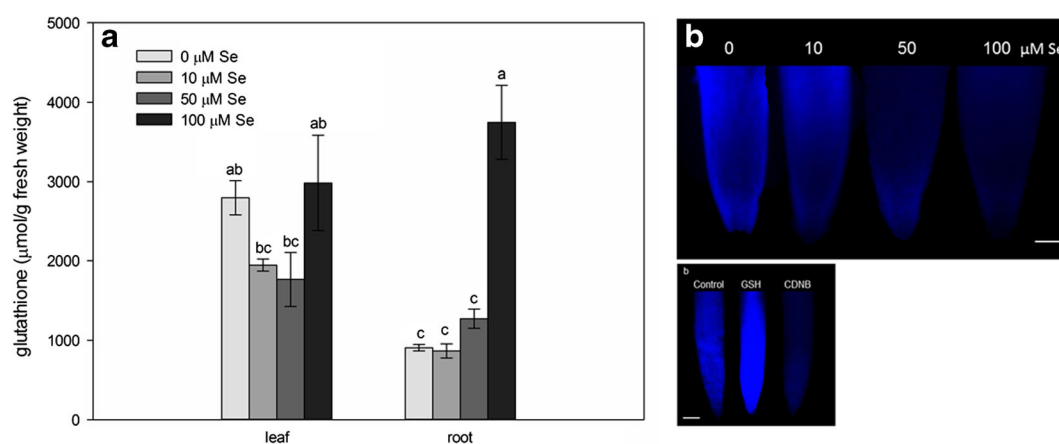 a
glutathione (µmol/g fresh weight)
5000
4000
3000
2000
1000
0
0 µM Se
10 µM Se
50 µM Se
100 µM Se
ab
bc
bc
ab
c
c
c
a
leaf
root
b
0 10 50 100 µM Se
b
Control GSH CDNB